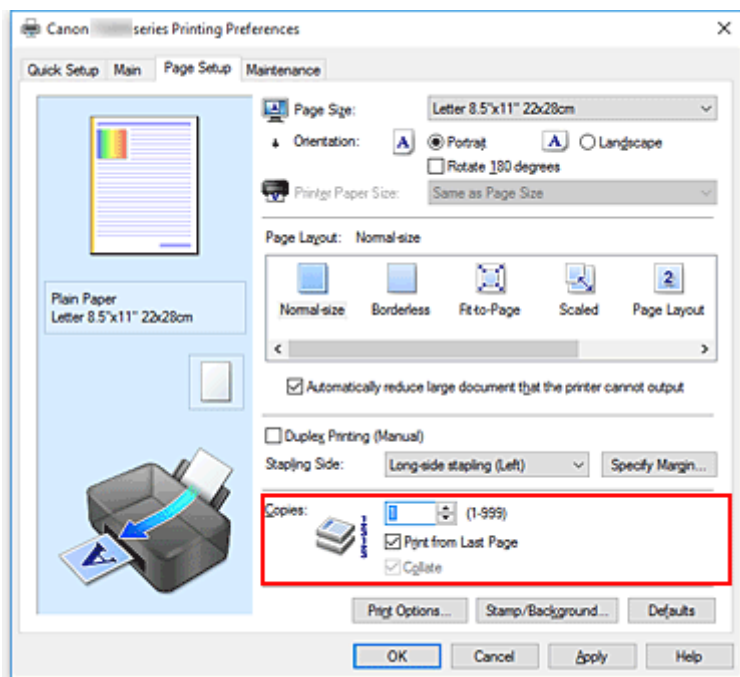 Canon series Printing Preferences
Quick Setup Main Page Setup Maintenance
Page Size: Letter 8.5"x11" 22x28cm
Orientation: A Portrait A Landscape
Rotate 180 degrees
Printer Paper Size: Same as Page Size
Page Layout: Normal-size
2
Normal-size Borderless Fit-to-Page Scaled Page Layout
Plain Paper
Letter 8.5"x11" 22x28cm
Automatically reduce large document that the printer cannot output
Duplex Printing (Manual)
Stapling Side: Long-side stapling (Left) Specify Margin...
Copies: 1 (1-999)
Print from Last Page
Collate
A
Print Options... Stamp/Background... Defaults
OK Cancel Apply Help